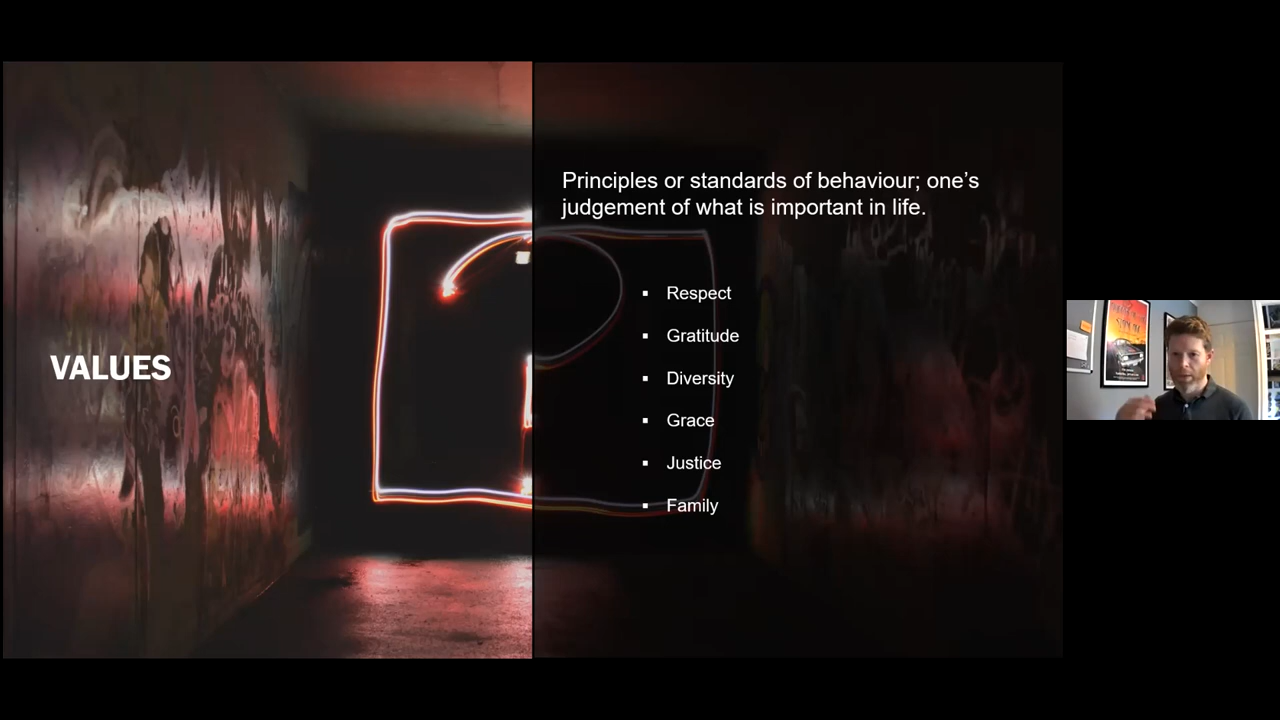 VALUES
Principles or standards of behaviour; one’s
judgement of what is important in life.
▪ Respect
▪ Gratitude
▪ Diversity
▪ Grace
▪ Justice
▪ Family